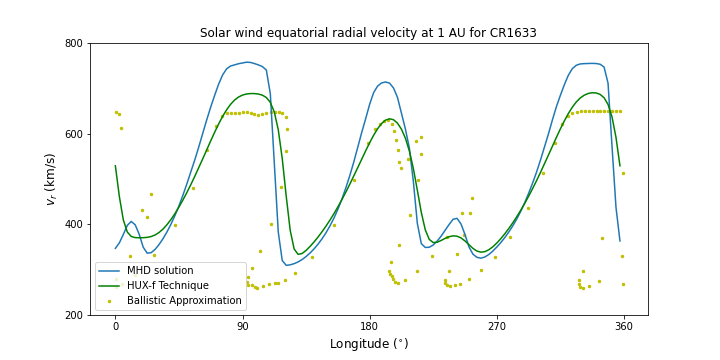 Solar wind equatorial radial velocity at 1 AU for CR1633
800
600
400
200
v_r (km/s)
MHD solution
HUX-f Technique
Ballistic Approximation
0 90 180 270 360
Longitude (°)